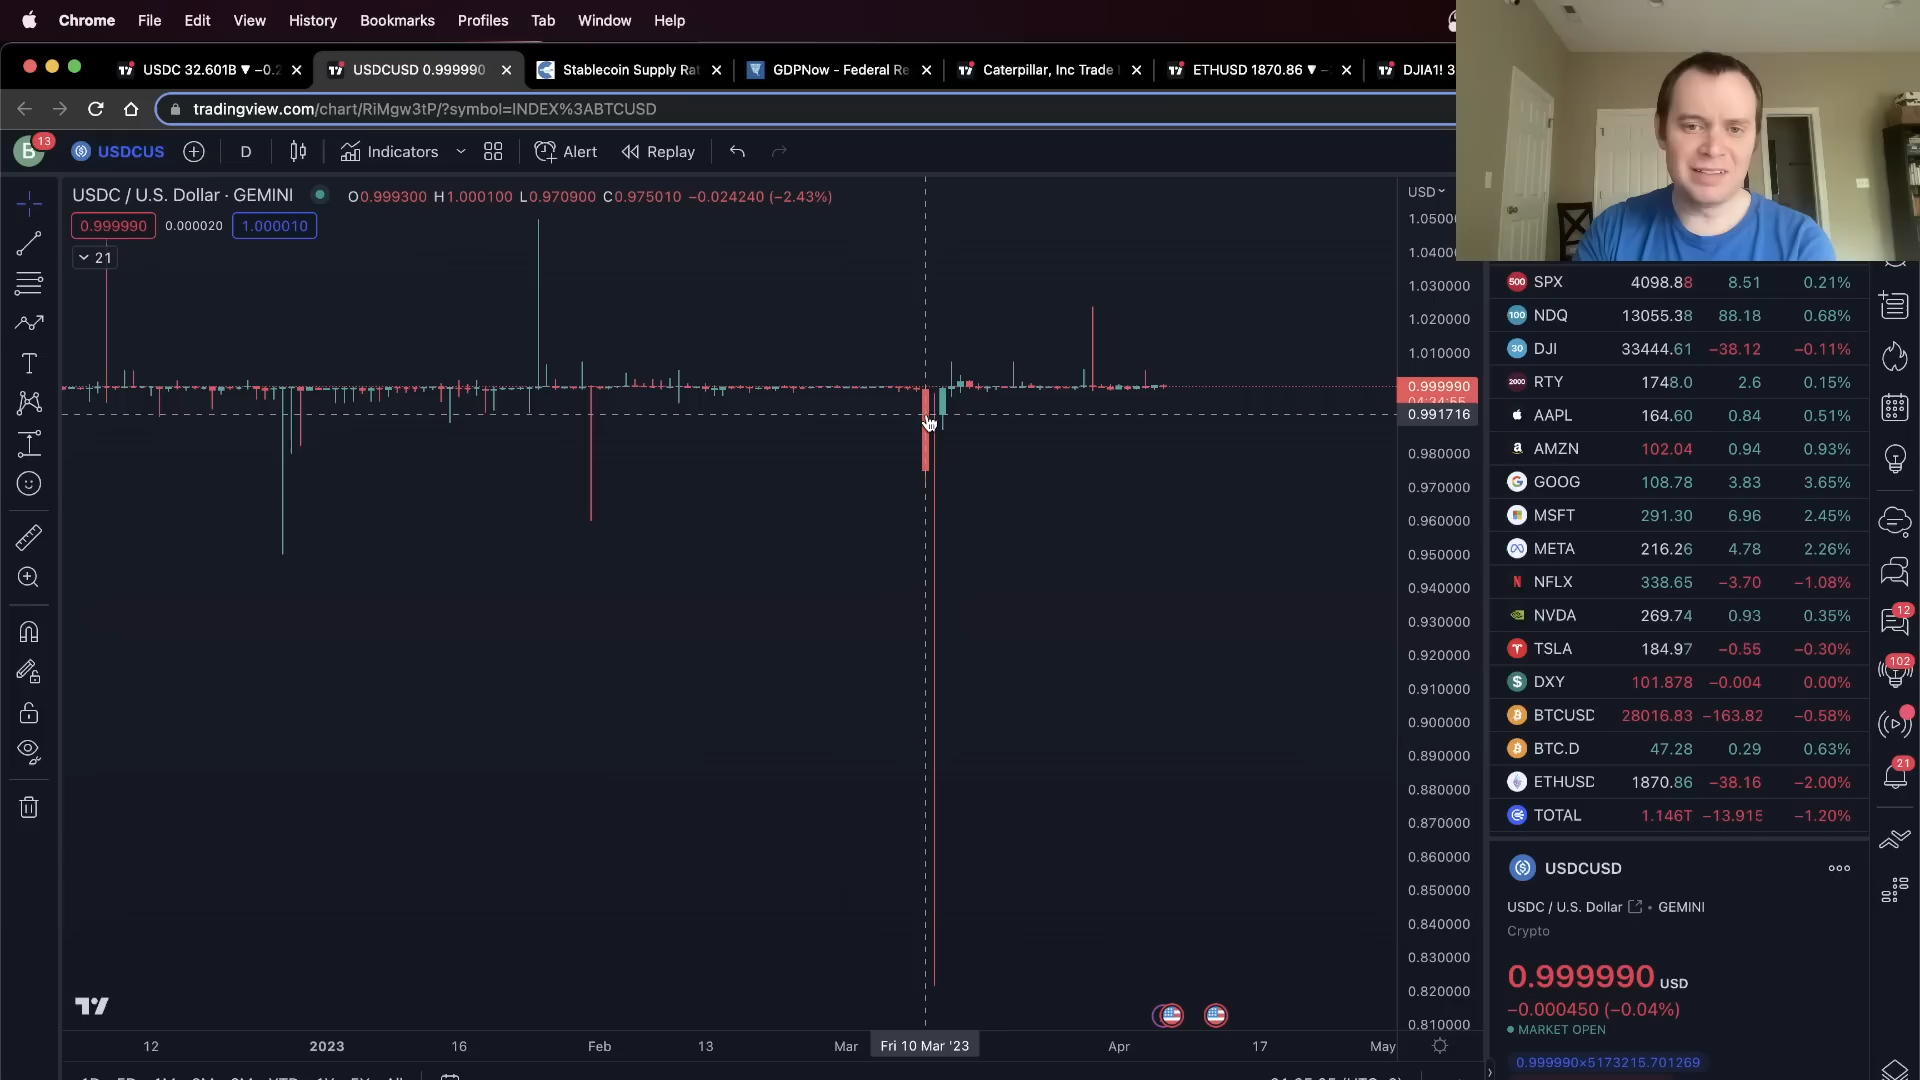 Chrome File Edit View History Bookmarks Profiles Tab Window Help
USDC 32.601B ▼ −0.2 USDCUSD 0.999990 Stablecoin Supply Ra GDPNow - Federal Re Caterpillar, Inc Trade ETHUSD 1870.86 ▼ − DJIA1! 3
tradingview.com/chart/RiMgw3tP/?symbol=INDEX%3ABTCUSD
B 13 USDCUS D Indicators Alert Replay
USDC / U.S. Dollar · GEMINI O0.999300 H1.000100 L0.970900 C0.975010 −0.024240 (−2.43%)
0.999990 0.000020 1.000010
21
USD
1.0500
1.0400
1.030000
1.020000
1.010000
0.999990
04:34:55
0.991716
0.980000
0.970000
0.960000
0.950000
0.940000
0.930000
0.920000
0.910000
0.900000
0.890000
0.880000
0.870000
0.860000
0.850000
0.840000
0.830000
0.820000
0.810000
12 2023 16 Feb 13 Mar Fri 10 Mar '23 Apr 17 May
SPX 4098.88 8.51 0.21%
NDQ 13055.38 88.18 0.68%
DJI 33444.61 −38.12 −0.11%
RTY 1748.0 2.6 0.15%
AAPL 164.60 0.84 0.51%
AMZN 102.04 0.94 0.93%
GOOG 108.78 3.83 3.65%
MSFT 291.30 6.96 2.45%
META 216.26 4.78 2.26%
NFLX 338.65 −3.70 −1.08%
NVDA 269.74 0.93 0.35%
TSLA 184.97 −0.55 −0.30%
DXY 101.878 −0.004 0.00%
BTCUSD 28016.83 −163.82 −0.58%
BTC.D 47.28 0.29 0.63%
ETHUSD 1870.86 −38.16 −2.00%
TOTAL 1.146T −13.915 −1.20%
USDCUSD
USDC / U.S. Dollar • GEMINI
Crypto
0.999990 USD
−0.000450 (−0.04%)
MARKET OPEN
0.999990×5173215.701269
12
102
21